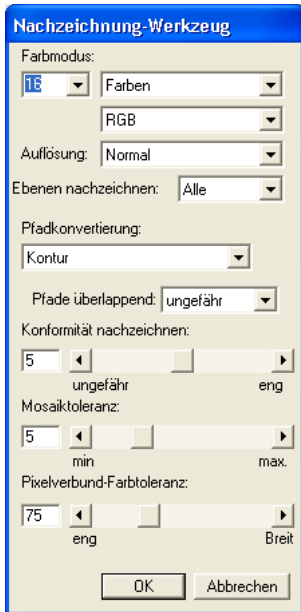 Nachzeichnung-Werkzeug
Farbmodus:
16 Farben
RGB
Auflösung: Normal
Ebenen nachzeichnen: Alle
Pfadkonvertierung:
Kontur
Pfade überlappend: ungefähr
Konformität nachzeichnen:
5
ungefähr eng
Mosaiktoleranz:
5
min max.
Pixelverbund-Farbtoleranz:
75
eng Breit
OK Abbrechen